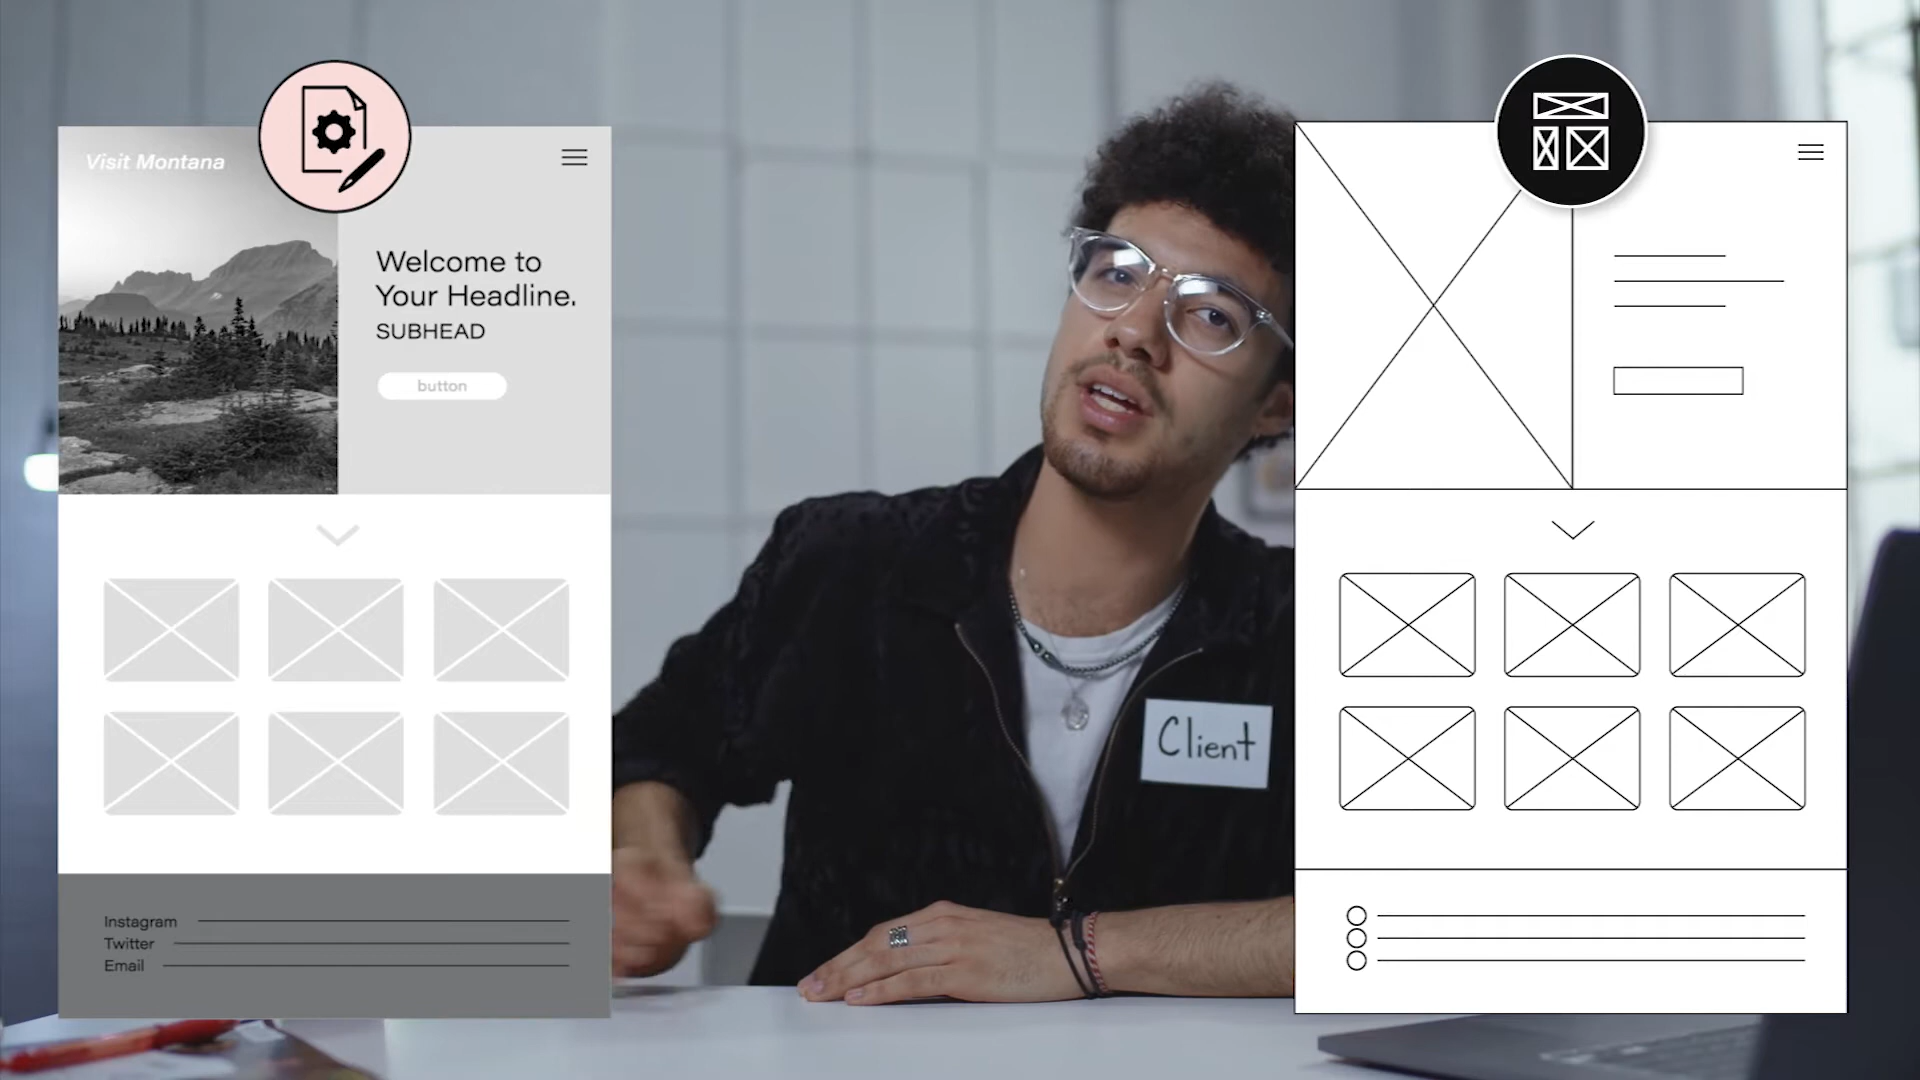 Visit Montana
Welcome to
Your Headline.
SUBHEAD
button
Instagram
Twitter
Email
Client